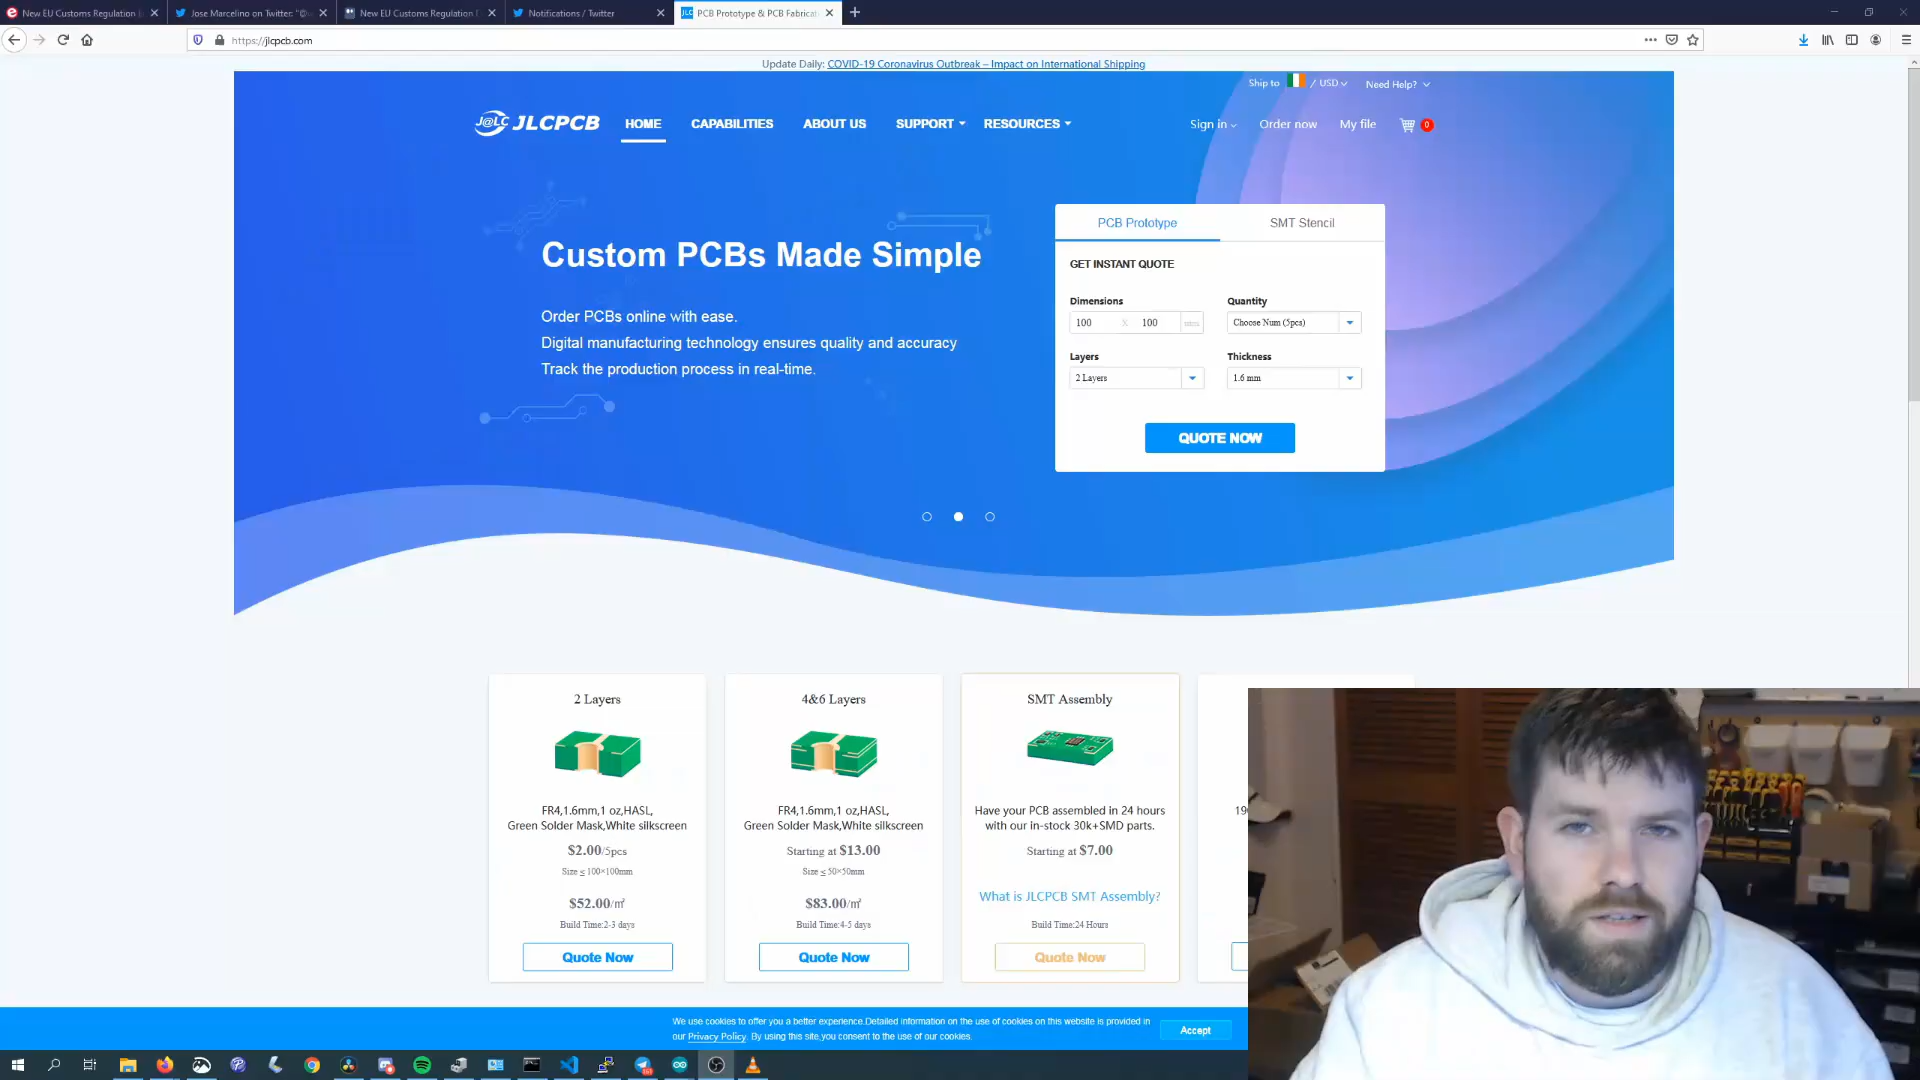 New EU Customs Regulation
Jose Marcelino on Twitter: "@
New EU Customs Regulation
Notifications / Twitter
PCB Prototype & PCB Fabricat
https://jlcpcb.com
Update Daily: COVID-19 Coronavirus Outbreak – Impact on International Shipping
Ship to / USD
Need Help?
J@LC JLCPCB
HOME
CAPABILITIES
ABOUT US
SUPPORT
RESOURCES
Sign in
Order now
My file
0
Custom PCBs Made Simple
Order PCBs online with ease.
Digital manufacturing technology ensures quality and accuracy
Track the production process in real-time.
PCB Prototype
SMT Stencil
GET INSTANT QUOTE
Dimensions
Quantity
100 X 100 mm
Choose Num (5pcs)
Layers
Thickness
2 Layers
1.6 mm
QUOTE NOW
2 Layers
FR4,1.6mm,1 oz,HASL,
Green Solder Mask,White silkscreen
$2.00/5pcs
Size ≤ 100×100mm
$52.00/㎡
Build Time:2-3 days
Quote Now
4&6 Layers
FR4,1.6mm,1 oz,HASL,
Green Solder Mask,White silkscreen
Starting at $13.00
Size ≤ 50×50mm
$83.00/㎡
Build Time:4-5 days
Quote Now
SMT Assembly
Have your PCB assembled in 24 hours
with our in-stock 30k+SMD parts.
Starting at $7.00
What is JLCPCB SMT Assembly?
Build Time:24 Hours
Quote Now
We use cookies to offer you a better experience.Detailed information on the use of cookies on this website is provided in
our Privacy Policy. By using this site,you consent to the use of our cookies.
Accept